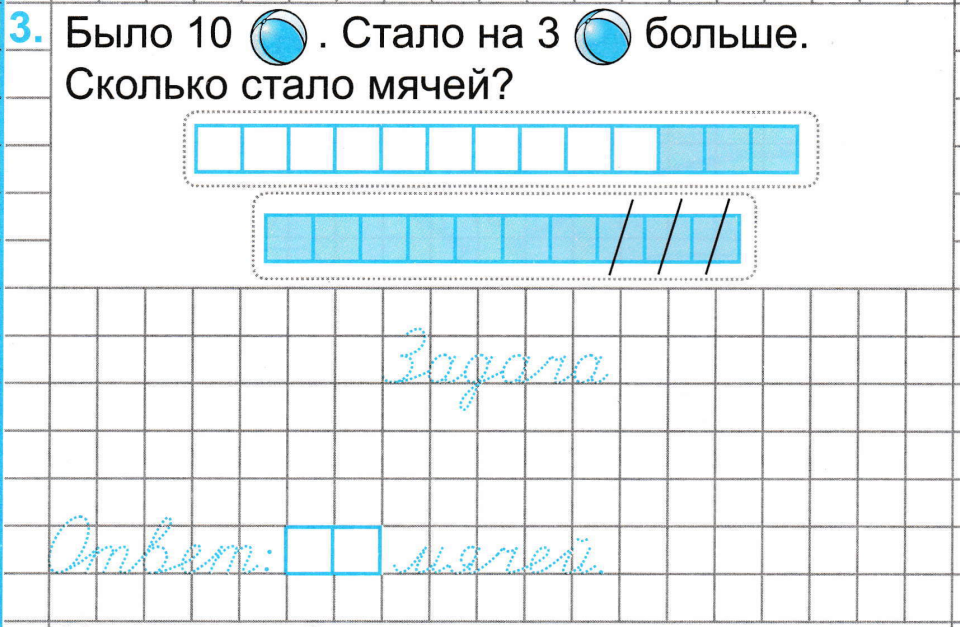 3. Было 10 . Стало на 3 больше.
Сколько стало мячей?
Задача
Ответ: мячей.